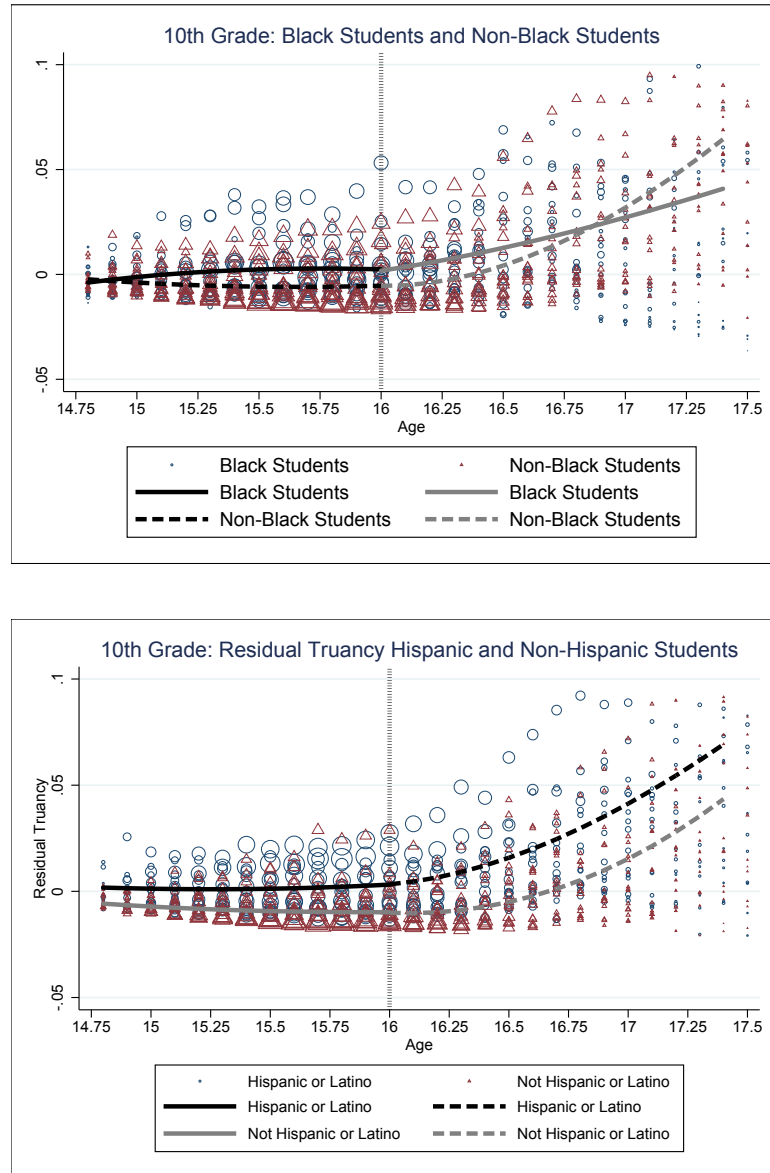 10th Grade: Black Students and Non-Black Students
.1
.05
0
-.05
14.75 15 15.25 15.5 15.75 16 16.25 16.5 16.75 17 17.25 17.5
Age
Black Students Non-Black Students
Black Students Black Students
Non-Black Students Non-Black Students
10th Grade: Residual Truancy Hispanic and Non-Hispanic Students
.1
.05
Residual Truancy
0
-.05
14.75 15 15.25 15.5 15.75 16 16.25 16.5 16.75 17 17.25 17.5
Age
Hispanic or Latino Not Hispanic or Latino
Hispanic or Latino Hispanic or Latino
Not Hispanic or Latino Not Hispanic or Latino